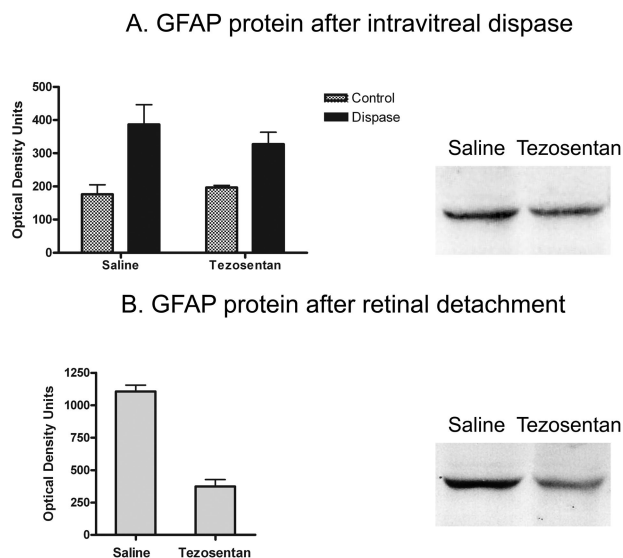 A. GFAP protein after intravitreal dispase
Optical Density Units
500
400
300
200
100
0
Saline
Tezosentan
Control
Dispase
Saline Tezosentan
B. GFAP protein after retinal detachment
Optical Density Units
1250
1000
750
500
250
0
Saline
Tezosentan
Saline Tezosentan